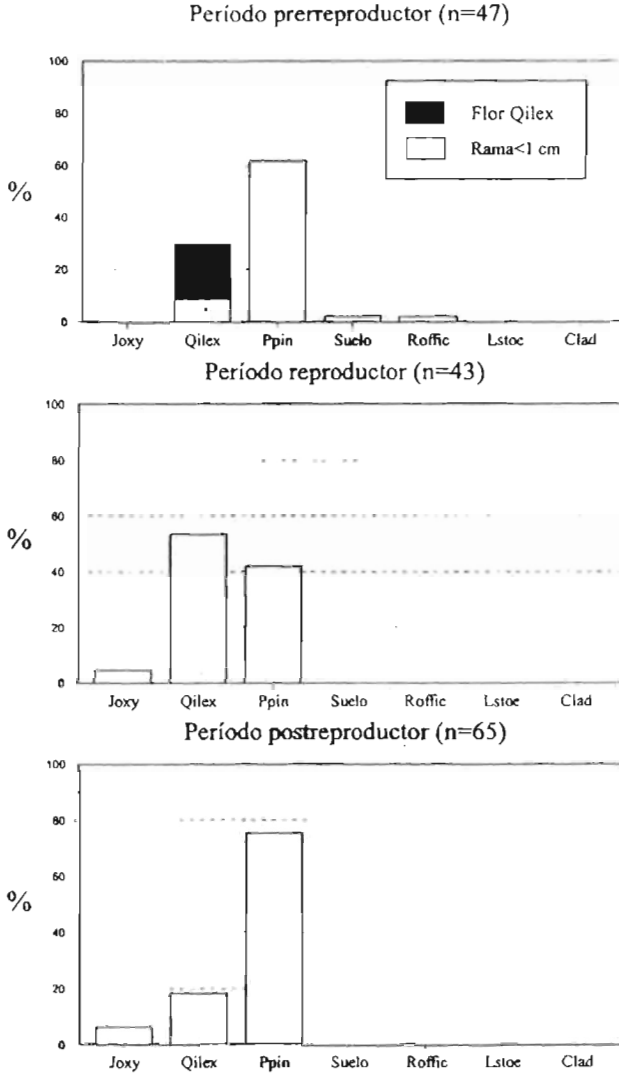 Período prerreproductor (n=47)
100
80
60
40
20
0
%
Flor Qilex
Rama<1 cm
Joxy Qilex Ppin Suelo Roffic Lstoe Clad
Período reproductor (n=43)
100
80
60
40
20
0
%
Joxy Qilex Ppin Suelo Roffic Lstoe Clad
Período postreproductor (n=65)
100
80
60
40
20
0
%
Joxy Qilex Ppin Suelo Roffic Lstoe Clad